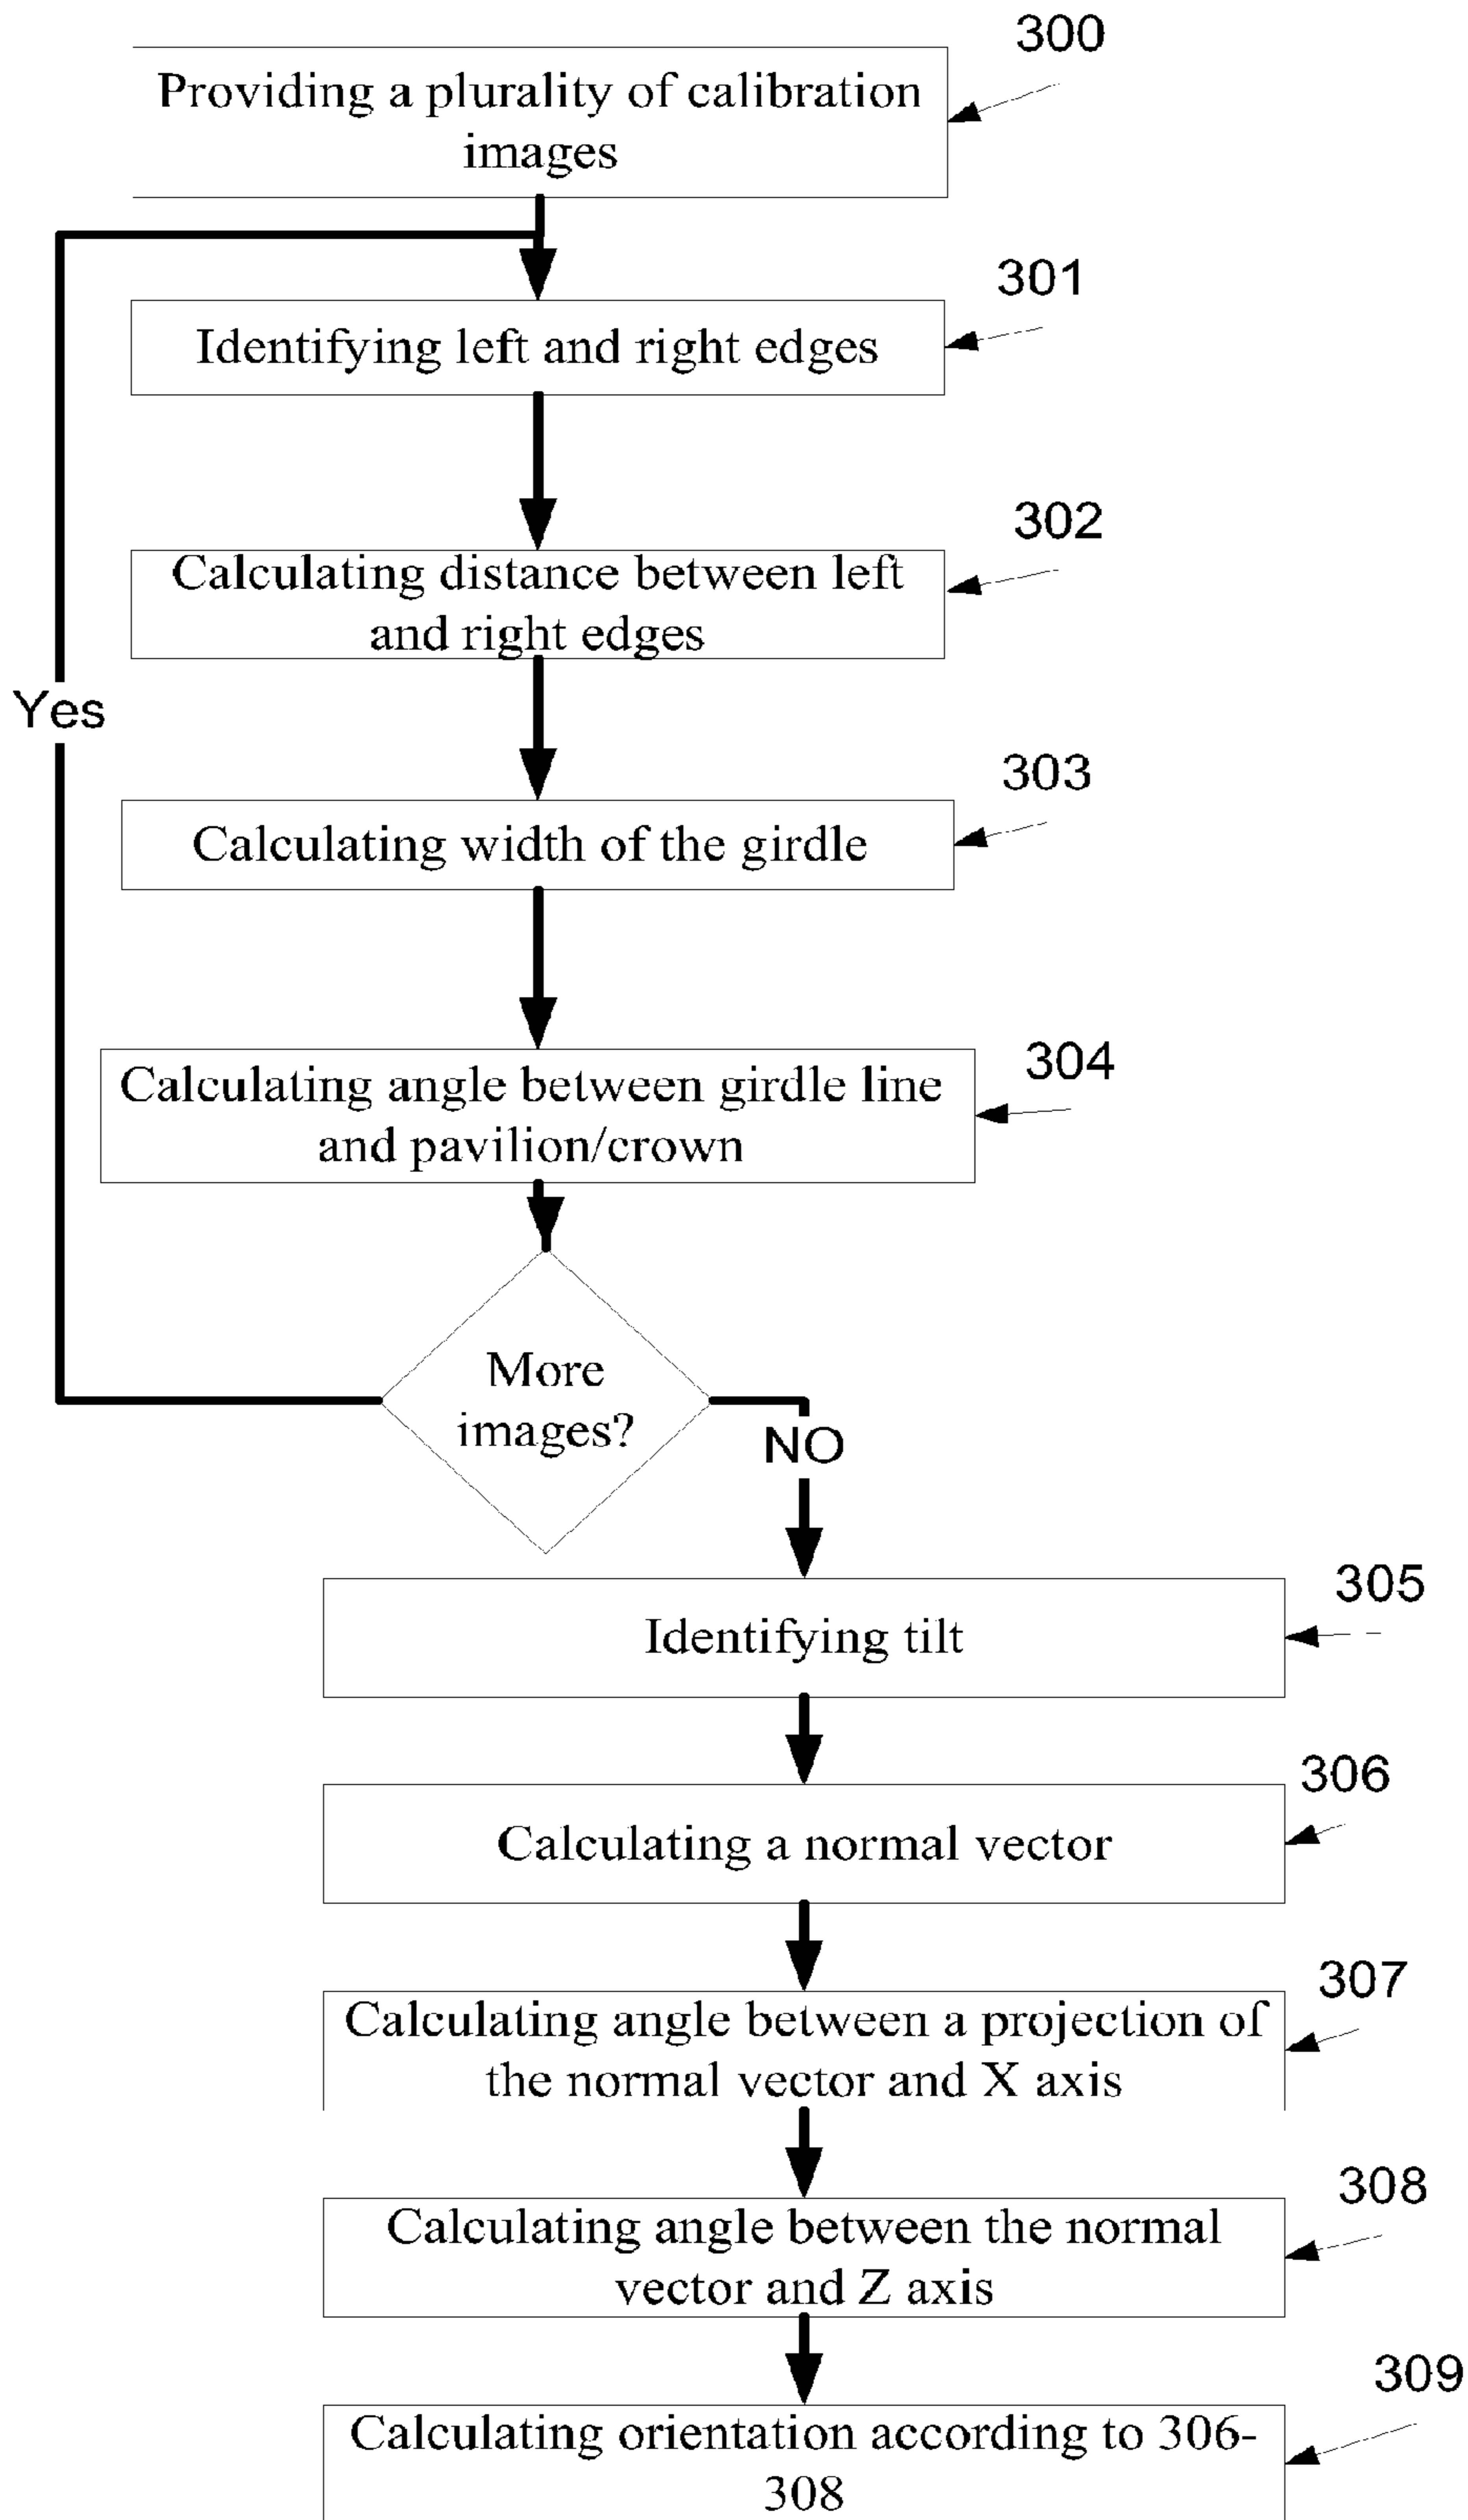 300
Providing a plurality of calibration
images
301
Identifying left and right edges
302
Calculating distance between left
and right edges
Yes
303
Calculating width of the girdle
304
Calculating angle between girdle line
and pavilion/crown
More
images?
NO
305
Identifying tilt
306
Calculating a normal vector
307
Calculating angle between a projection of
the normal vector and X axis
308
Calculating angle between the normal
vector and Z axis
309
Calculating orientation according to 306-
308